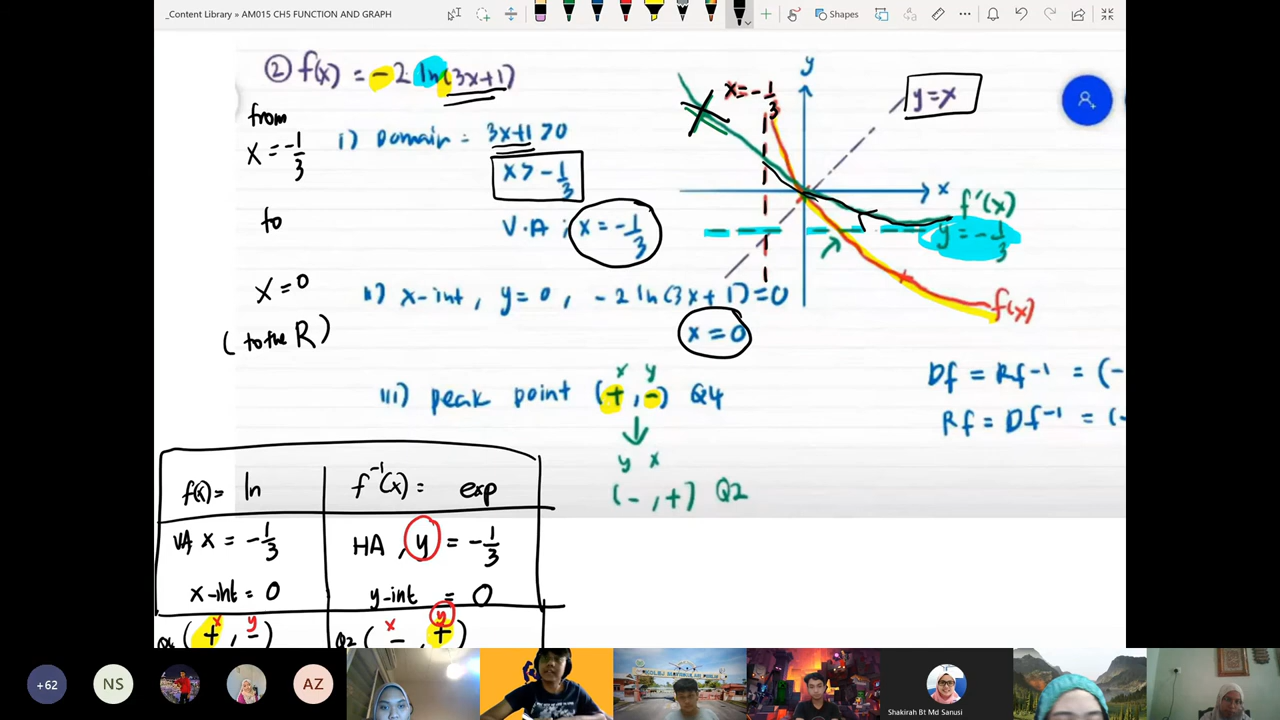 _Content Library » AM015 CH5 FUNCTION AND GRAPH
Shapes
② f(x) = -2 ln(3x+1)
from
x = -1/3
to
x = 0
(to the R)
i) Domain = 3x+1 > 0
x > -1/3
V.A ; x = -1/3
ii) x-int, y = 0, -2 ln(3x+1) = 0
x = 0
x y
iii) peak point (+, -) Q4
y x
(-, +) Q2
y
x = -1/3
y = x
x
f'(x)
y = -1/3
f(x)
Df = Rf-1 = (-
Rf = Df-1 = (-
f(x) = ln
f-1(x) = exp
VA x = -1/3
HA, y = -1/3
x-int = 0
y-int = 0
x y
x y
Q4 (+, -)
Q2 (-, +)
+62
NS
AZ
Shakirah Bt Md Sanusi